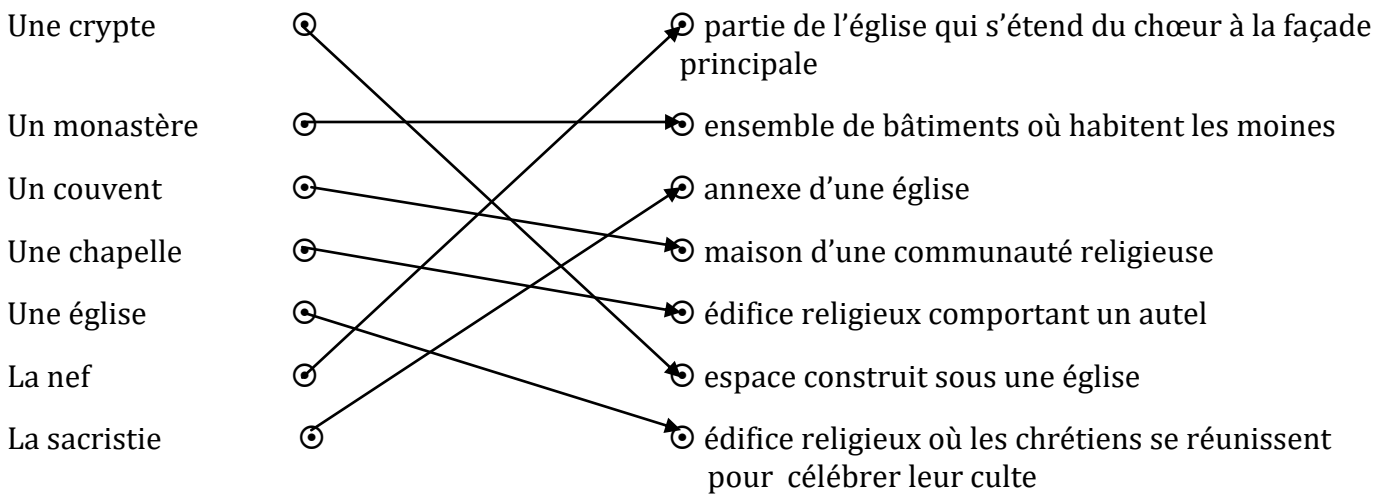 Une crypte ⊙ ⊙ partie de l’église qui s’étend du chœur à la façade
principale
Un monastère ⊙ ⊙ ensemble de bâtiments où habitent les moines
Un couvent ⊙ ⊙ annexe d’une église
Une chapelle ⊙ ⊙ maison d’une communauté religieuse
Une église ⊙ ⊙ édifice religieux comportant un autel
La nef ⊙ ⊙ espace construit sous une église
La sacristie ⊙ ⊙ édifice religieux où les chrétiens se réunissent
pour célébrer leur culte